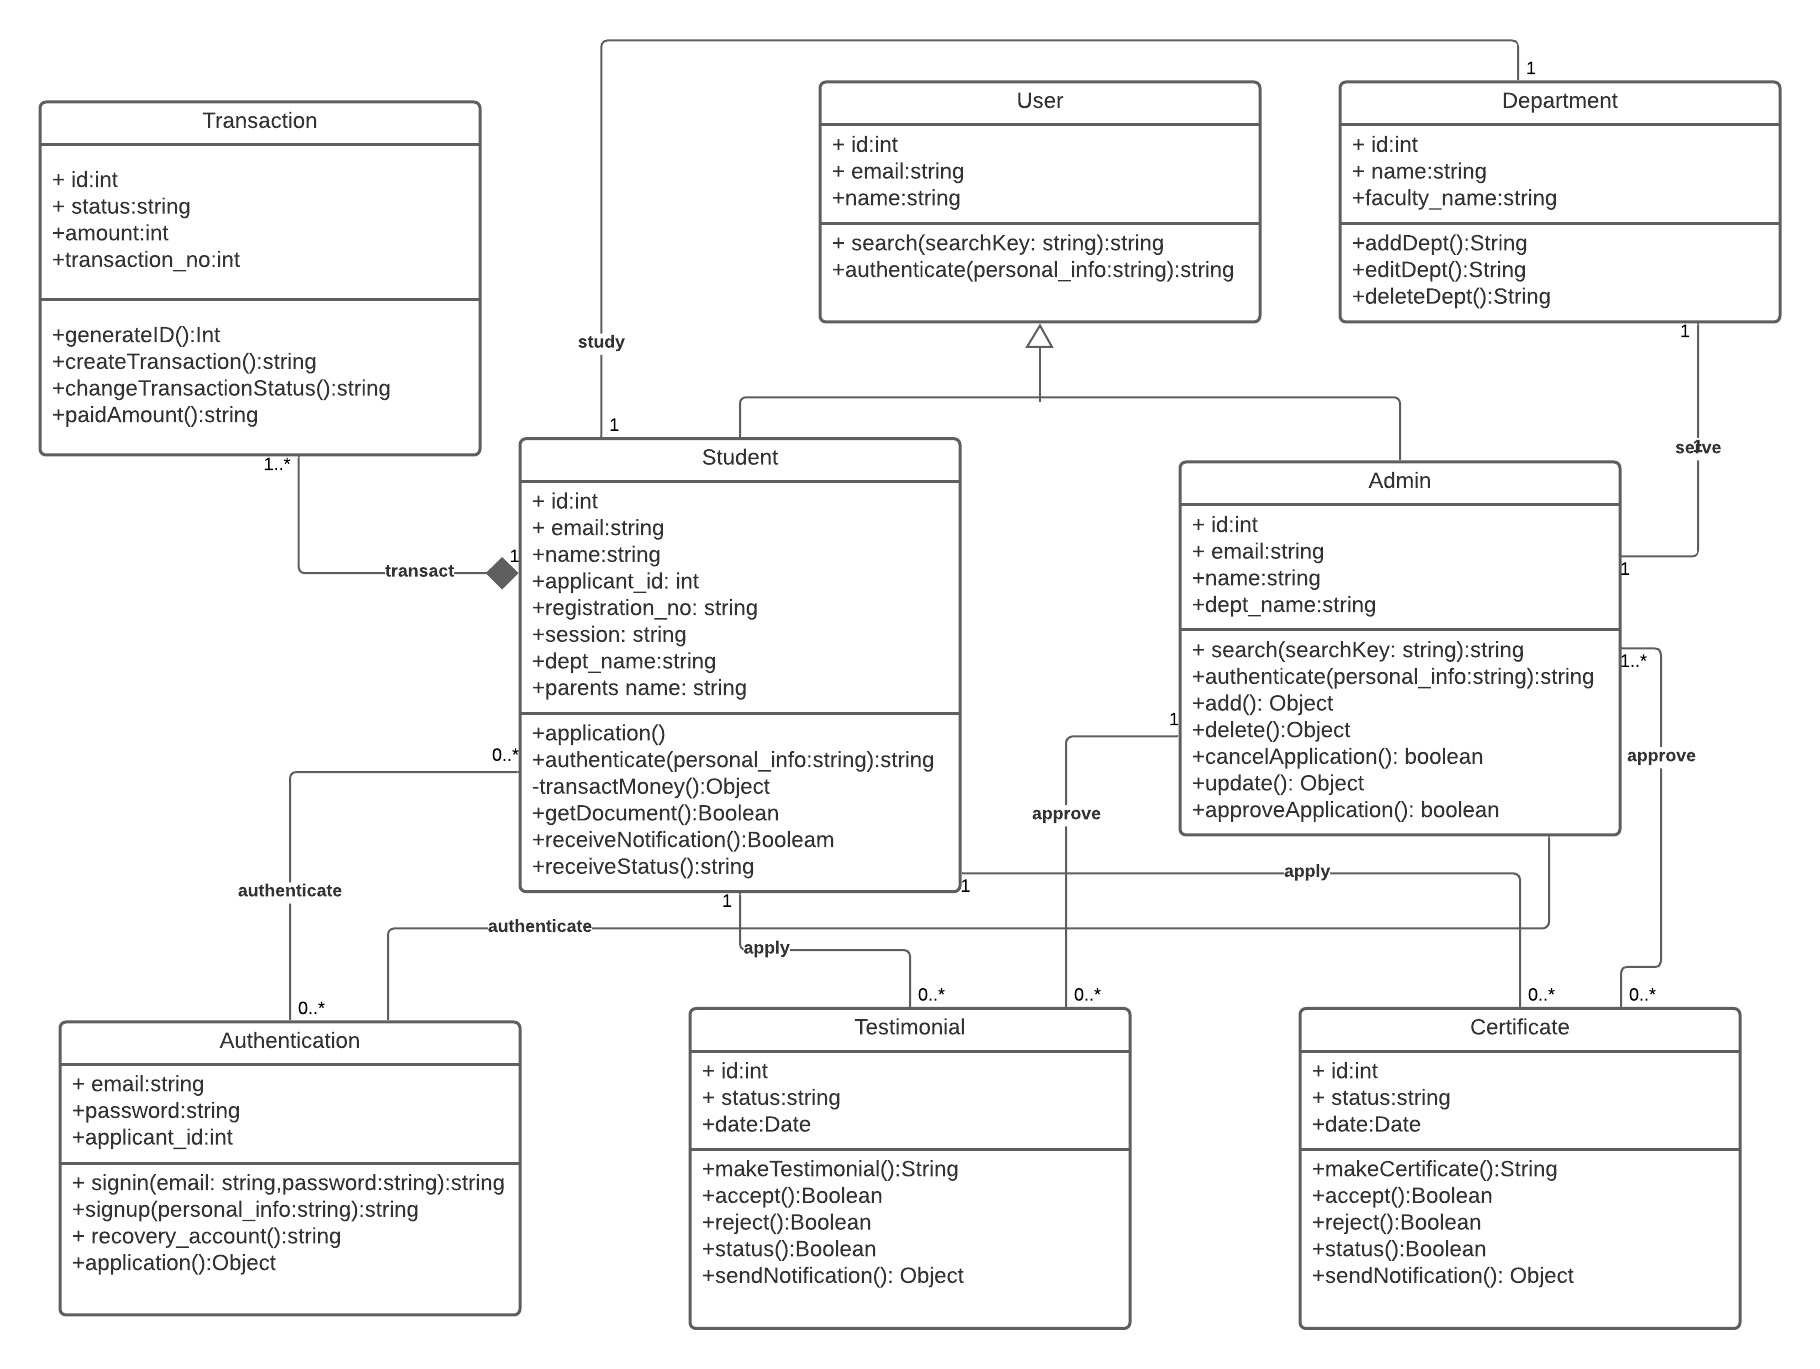 Transaction
+ id:int
+ status:string
+amount:int
+transaction_no:int
+generateID():Int
+createTransaction():string
+changeTransactionStatus():string
+paidAmount():string
1..*
transact
1
User
+ id:int
+ email:string
+name:string
+ search(searchKey: string):string
+authenticate(personal_info:string):string
1
Department
+ id:int
+ name:string
+faculty_name:string
+addDept():String
+editDept():String
+deleteDept():String
1
study
1
serve
1
1
Student
+ id:int
+ email:string
+name:string
+applicant_id: int
+registration_no: string
+session: string
+dept_name:string
+parents name: string
+application()
+authenticate(personal_info:string):string
-transactMoney():Object
+getDocument():Boolean
+receiveNotification():Booleam
+receiveStatus():string
Admin
+ id:int
+ email:string
+name:string
+dept_name:string
+ search(searchKey: string):string
+authenticate(personal_info:string):string
+add(): Object
+delete():Object
+cancelApplication(): boolean
+update(): Object
+approveApplication(): boolean
1..*
approve
1
approve
0..*
authenticate
1
apply
1
authenticate
apply
0..*
0..*
0..*
0..*
0..*
Authentication
+ email:string
+password:string
+applicant_id:int
+ signin(email: string,password:string):string
+signup(personal_info:string):string
+ recovery_account():string
+application():Object
Testimonial
+ id:int
+ status:string
+date:Date
+makeTestimonial():String
+accept():Boolean
+reject():Boolean
+status():Boolean
+sendNotification(): Object
Certificate
+ id:int
+ status:string
+date:Date
+makeCertificate():String
+accept():Boolean
+reject():Boolean
+status():Boolean
+sendNotification(): Object